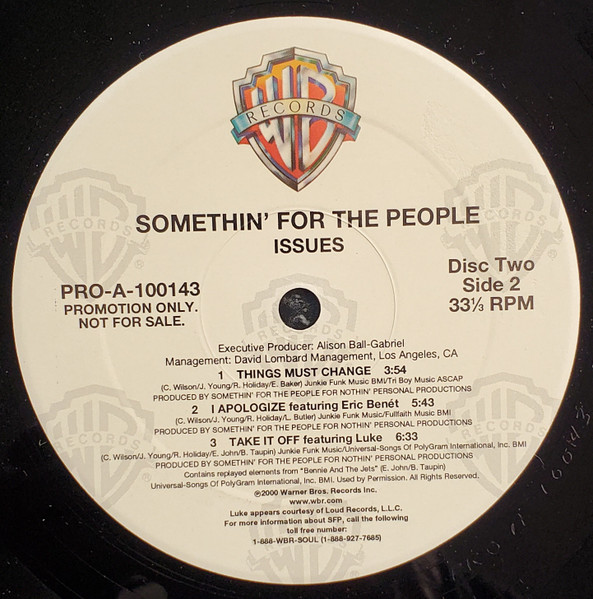 WB
RECORDS
SOMETHIN' FOR THE PEOPLE
ISSUES
Disc Two
Side 2
33⅓ RPM
PRO-A-100143
PROMOTION ONLY.
NOT FOR SALE.
Executive Producer: Alison Ball-Gabriel
Management: David Lombard Management, Los Angeles, CA
1 THINGS MUST CHANGE 3:54
(C. Wilson/J. Young/R. Holiday/E. Baker) Junkie Funk Music BMI/Tri Boy Music ASCAP
PRODUCED BY SOMETHIN' FOR THE PEOPLE FOR NOTHIN' PERSONAL PRODUCTIONS
2 I APOLOGIZE featuring Eric Benét 5:43
(C. Wilson/J. Young/R. Holiday/L. Butler) Junkie Funk Music/Fullfaith Music BMI
PRODUCED BY SOMETHIN' FOR THE PEOPLE FOR NOTHIN' PERSONAL PRODUCTIONS
3 TAKE IT OFF featuring Luke 6:33
(C. Wilson/J. Young/R. Holiday/E. John/B. Taupin) Junkie Funk Music/Universal-Songs Of PolyGram International, Inc. BMI
PRODUCED BY SOMETHIN' FOR THE PEOPLE FOR NOTHIN' PERSONAL PRODUCTIONS
Contains replayed elements from "Bennie And The Jets" (E. John/B. Taupin)
Universal-Songs Of PolyGram International, Inc. BMI. Used by Permission. All Rights Reserved.
℗2000 Warner Bros. Records Inc.
www.wbr.com
Luke appears courtesy of Loud Records, L.L.C.
For more information about SFP, call the following
toll free number:
1-888-WBR-SOUL (1-888-927-7685)